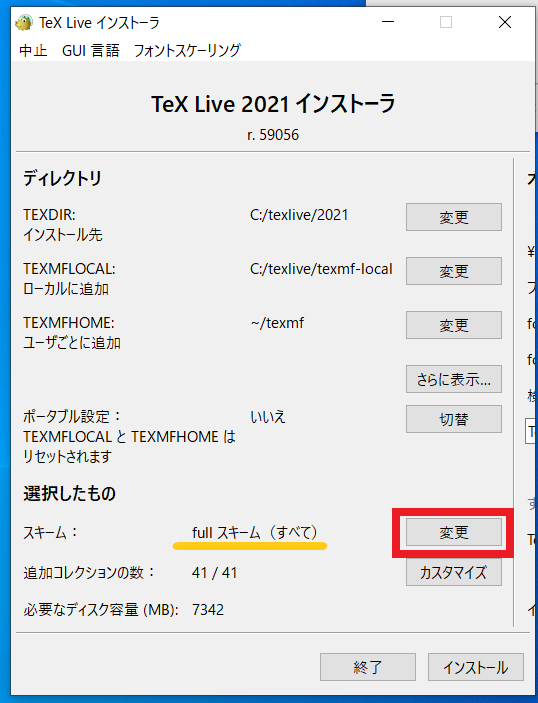 TeX Live インストーラ
中止 GUI 言語 フォントスケーリング
TeX Live 2021 インストーラ
r. 59056
ディレクトリ
TEXDIR: C:/texlive/2021 変更
インストール先
TEXMFLOCAL: C:/texlive/texmf-local 変更
ローカルに追加
TEXMFHOME: ~/texmf 変更
ユーザごとに追加
さらに表示...
ポータブル設定： いいえ 切替
TEXMFLOCAL と TEXMFHOME は
リセットされます
選択したもの
スキーム： full スキーム（すべて） 変更
追加コレクションの数： 41 / 41 カスタマイズ
必要なディスク容量 (MB): 7342
終了 インストール